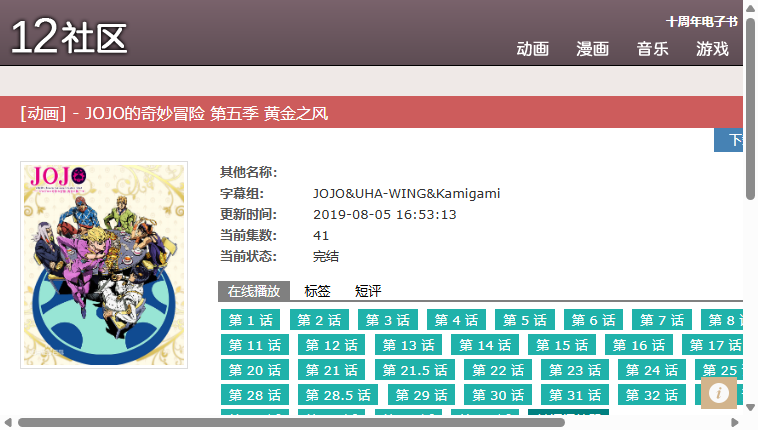 12社区
十周年电子书
动画 漫画 音乐 游戏
[动画] - JOJO的奇妙冒险 第五季 黄金之风
JOJO
其他名称:
字幕组: JOJO&UHA-WING&Kamigami
更新时间: 2019-08-05 16:53:13
当前集数: 41
当前状态: 完结
在线播放 标签 短评
第 1 话 第 2 话 第 3 话 第 4 话 第 5 话 第 6 话 第 7 话 第 8
第 11 话 第 12 话 第 13 话 第 14 话 第 15 话 第 16 话 第 17 话
第 20 话 第 21 话 第 21.5 话 第 22 话 第 23 话 第 24 话 第 25
第 28 话 第 28.5 话 第 29 话 第 30 话 第 31 话 第 32 话